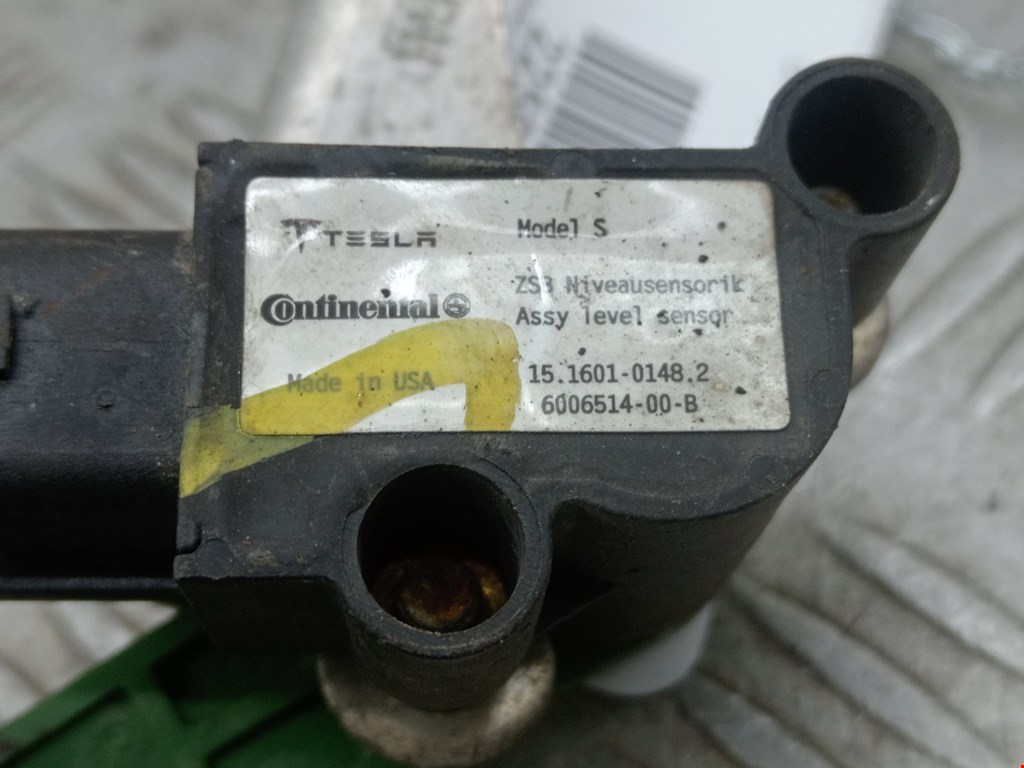 TESLA
Model S
Continental
ZSB Niveausensorik
Assy level sensor
Made in USA
15.1601-0148.2
6006514-00-B